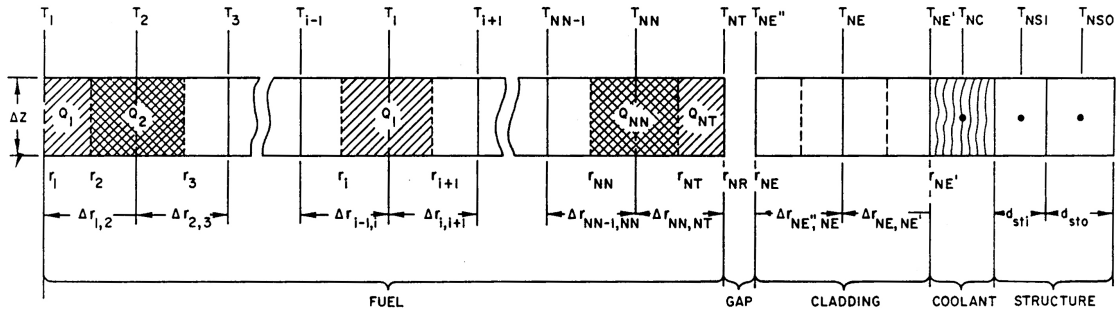 T1 T2 T3 Ti-1 Ti Ti+1 TNN-1 TNN TNT TNE" TNE TNE' TNC TNSI TNSO
ΔZ Q1 Q2 Qi QNN QNT
r1 r2 r3 ri ri+1 rNN rNT rNR rNE rNE'
Δr1,2 Δr2,3 Δri-1,i Δri,i+1 ΔrNN-1,NN ΔrNN,NT ΔrNE",NE ΔrNE,NE' dsti dsto
FUEL GAP CLADDING COOLANT STRUCTURE